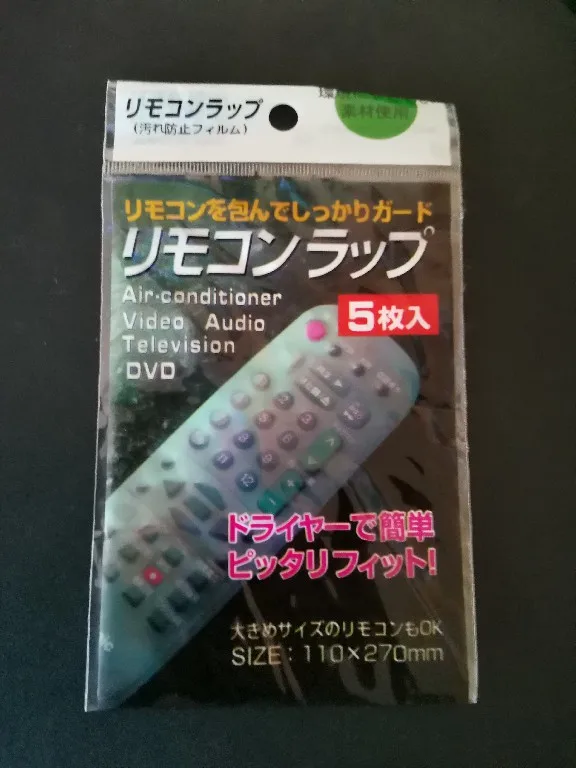 リモコンラップ
(汚れ防止フィルム)
素材使用
リモコンを包んでしっかりガード
リモコンラップ
Air-conditioner
Video Audio
Television
DVD
5枚入
ドライヤーで簡単
ピッタリフィット!
大きめサイズのリモコンもOK
SIZE:110×270mm